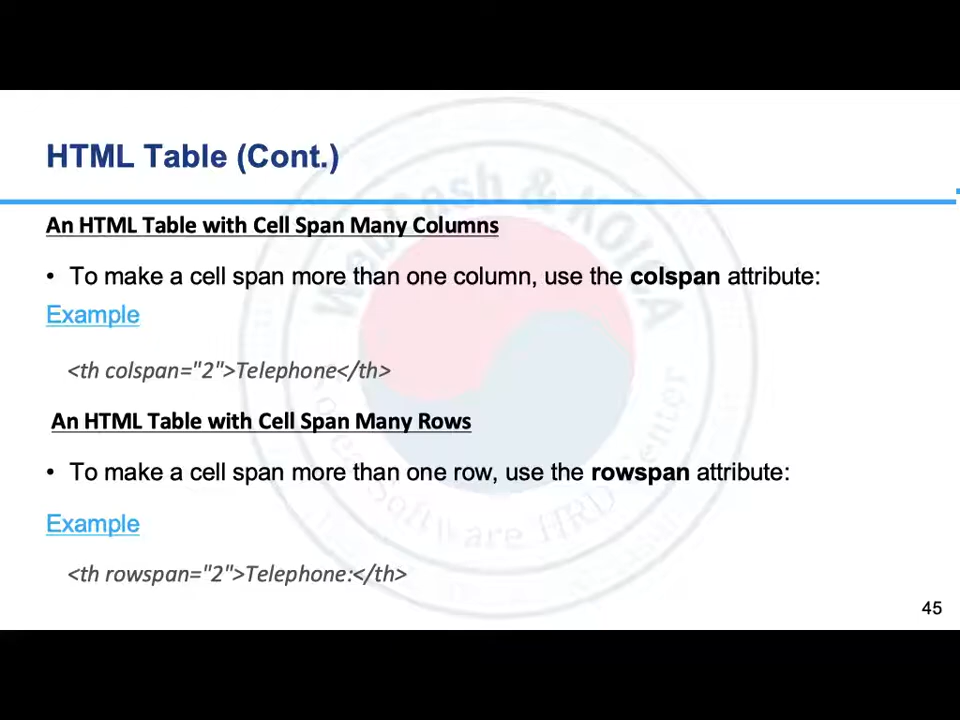 HTML Table (Cont.)
An HTML Table with Cell Span Many Columns
• To make a cell span more than one column, use the colspan attribute:
Example
<th colspan="2">Telephone</th>
An HTML Table with Cell Span Many Rows
• To make a cell span more than one row, use the rowspan attribute:
Example
<th rowspan="2">Telephone:</th>
45